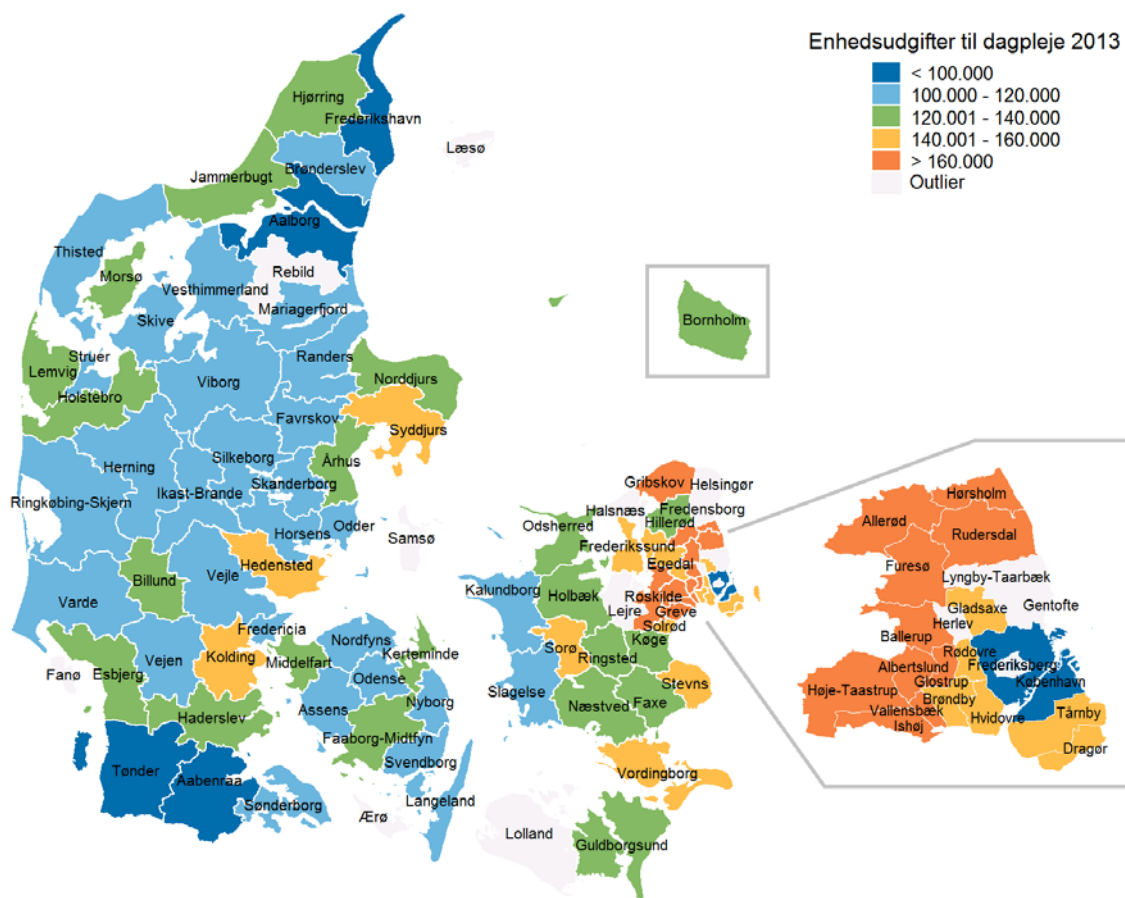 Enhedsudgifter til dagpleje 2013
< 100.000
100.000 - 120.000
120.001 - 140.000
140.001 - 160.000
> 160.000
Outlier
Hjørring
Frederikshavn
Læsø
Brønderslev
Jammerbugt
Aalborg
Thisted
Rebild
Morsø
Vesthimmerland
Mariagerfjord
Skive
Bornholm
Struer
Randers
Lemvig
Viborg
Norddjurs
Holstebro
Favrskov
Syddjurs
Silkeborg
Århus
Herning
Skanderborg
Ikast-Brande
Ringkøbing-Skjern
Odder
Horsens
Samsø
Hedensted
Vejle
Billund
Varde
Fredericia
Vejen
Kolding
Esbjerg
Fanø
Middelfart
Nordfyns
Kerteminde
Odense
Haderslev
Assens
Nyborg
Faaborg-Midtfyn
Svendborg
Tønder
Aabenraa
Sønderborg
Langeland
Ærø
Gribskov
Helsingør
Halsnæs
Fredensborg
Hillerød
Odsherred
Frederikssund
Egedal
Kalundborg
Holbæk
Roskilde
Lejre
Greve
Solrød
Køge
Sorø
Ringsted
Stevns
Slagelse
Næstved
Faxe
Vordingborg
Lolland
Guldborgsund
Hørsholm
Allerød
Rudersdal
Furesø
Lyngby-Taarbæk
Gentofte
Gladsaxe
Herlev
Ballerup
Rødovre
Frederiksberg
Albertslund
Glostrup
København
Høje-Taastrup
Brøndby
Vallensbæk
Hvidovre
Tårnby
Ishøj
Dragør